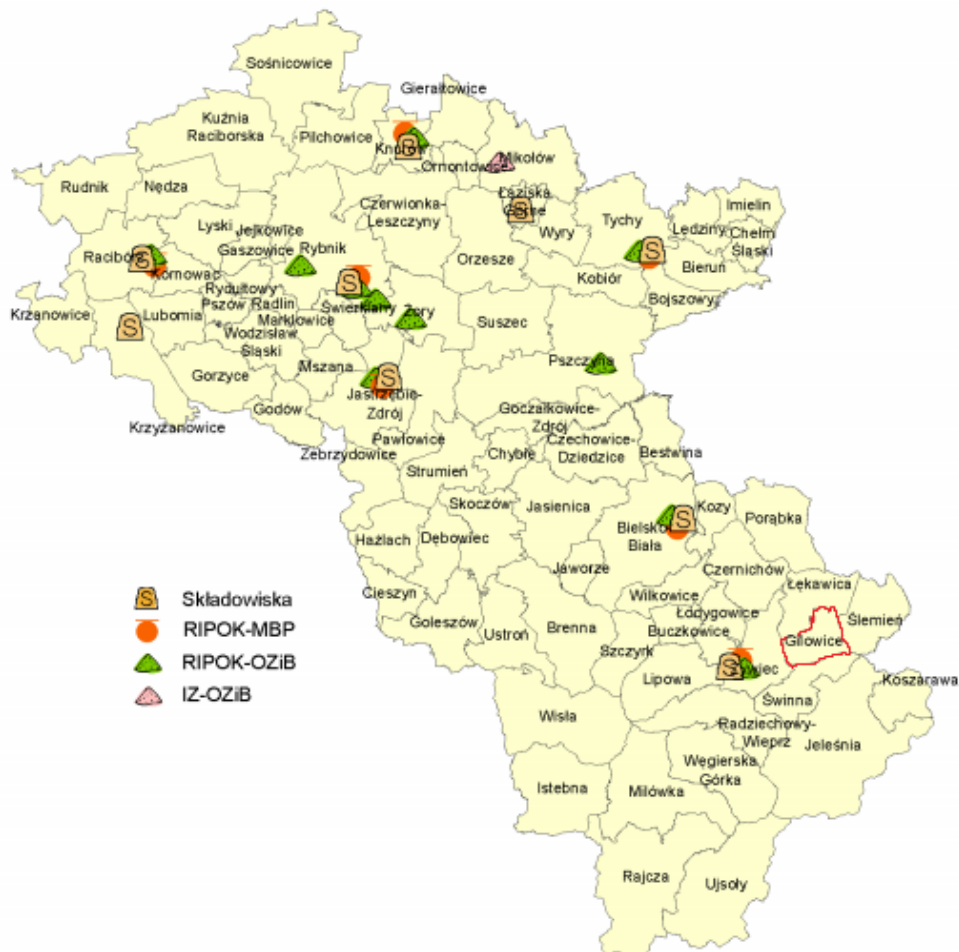 Sośnicowice
Gierałtowice
Kuźnia
Raciborska
Pilchowice
Knurów
Ornontowice
Mikołów
Rudnik
Nędza
Czerwionka-
Leszczyny
Łaziska
Górne
Wyry
Tychy
Imielin
Lędziny
Chełm
Śląski
Lyski
Jejkowice
Gaszowice
Rybnik
Orzesze
Kobiór
Bieruń
Bojszowy
Racibórz
Kornowac
Rydułtowy
Pszów
Radlin
Świerklany
Żory
Krzanowice
Lubomia
Marklowice
Wodzisław
Śląski
Suszec
Mszana
Pszczyna
Gorzyce
Jastrzębie-
Zdrój
Godów
Krzyżanowice
Goczałkowice-
Zdrój
Pawłowice
Zebrzydowice
Czechowice-
Dziedzice
Chybie
Bestwina
Strumień
Skoczów
Jasienica
Kozy
Porąbka
Bielsko
Biała
Hażlach
Dębowiec
Jaworze
Czernichów
Łękawica
Cieszyn
Wilkowice
Goleszów
Ustroń
Brenna
Łodygowice
Buczkowice
Ślemień
Gilowice
Szczyrk
Lipowa
Żywiec
Koszarawa
Świnna
Wisła
Radziechowy-
Wieprz
Jeleśnia
Węgierska
Górka
Istebna
Milówka
Rajcza
Ujsoły
S
S
S
S
S
S
S
S
S
S Składowiska
RIPOK-MBP
RIPOK-OZiB
IZ-OZiB